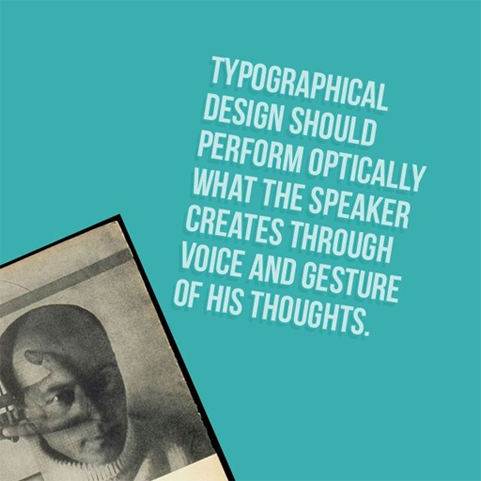 TYPOGRAPHICAL
DESIGN SHOULD
PERFORM OPTICALLY
WHAT THE SPEAKER
CREATES THROUGH
VOICE AND GESTURE
OF HIS THOUGHTS.